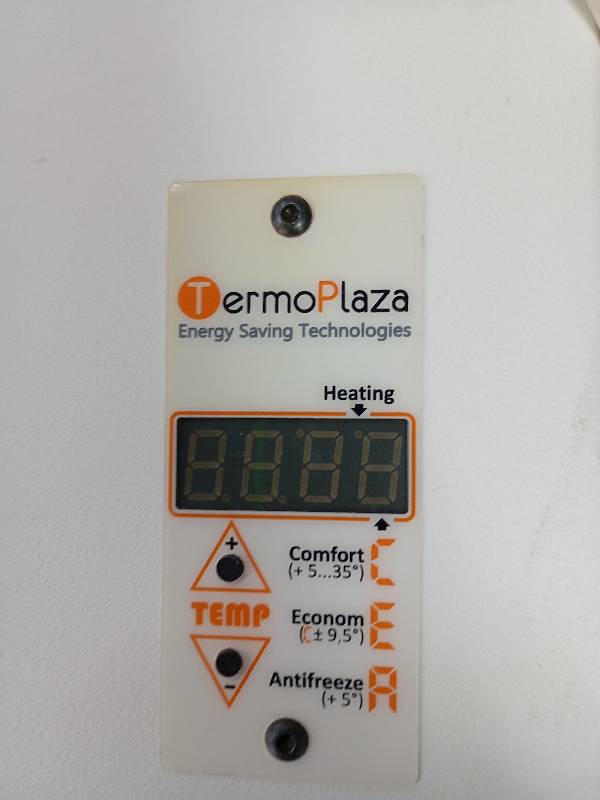 TermoPlaza
Energy Saving Technologies
Heating
+
Comfort C
(+ 5...35°)
TEMP
Econom E
(C ± 9,5°)
Antifreeze A
(+ 5°)
-